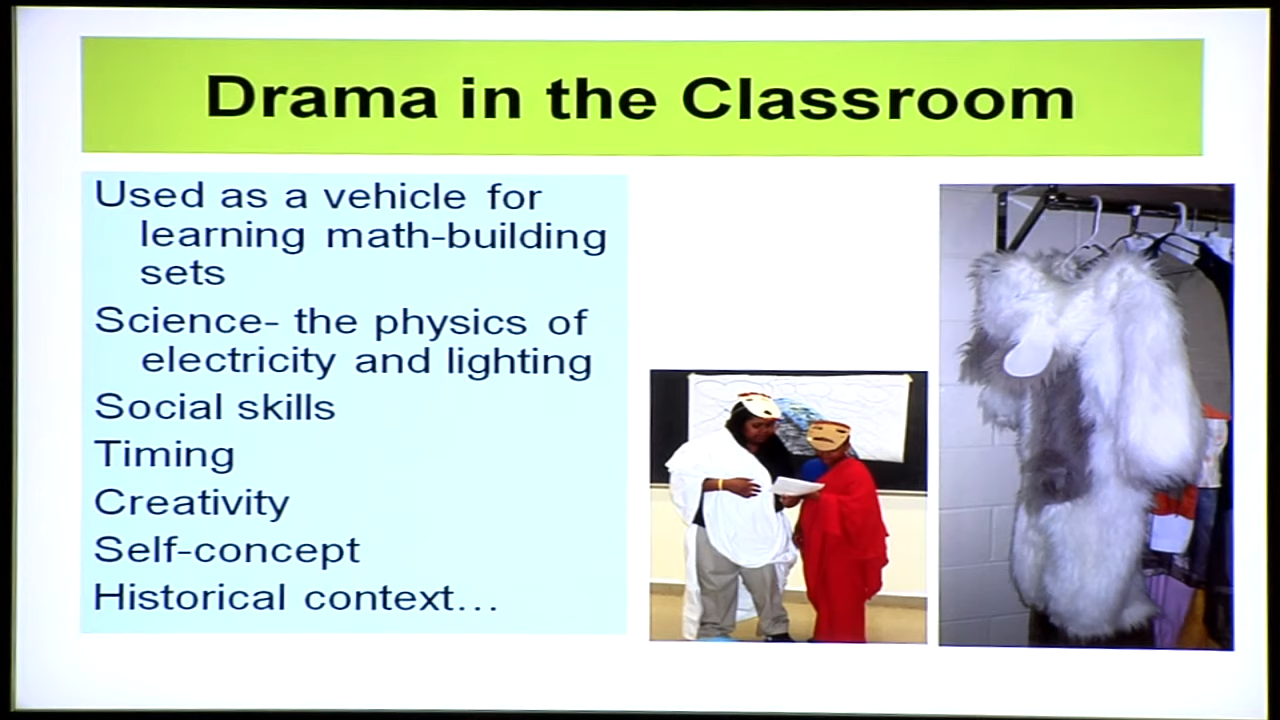 Drama in the Classroom
Used as a vehicle for
learning math-building
sets
Science- the physics of
electricity and lighting
Social skills
Timing
Creativity
Self-concept
Historical context...